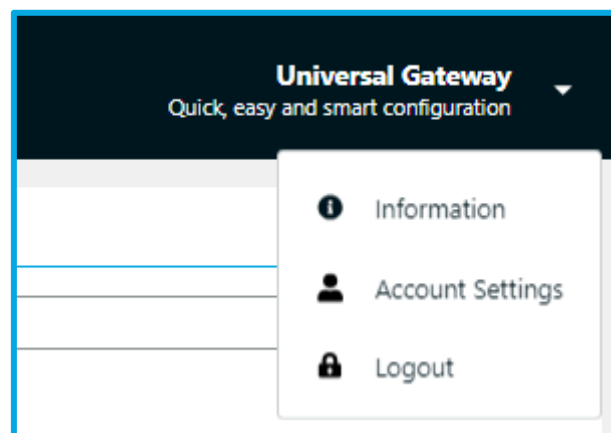 Universal Gateway
Quick, easy and smart configuration
Information
Account Settings
Logout